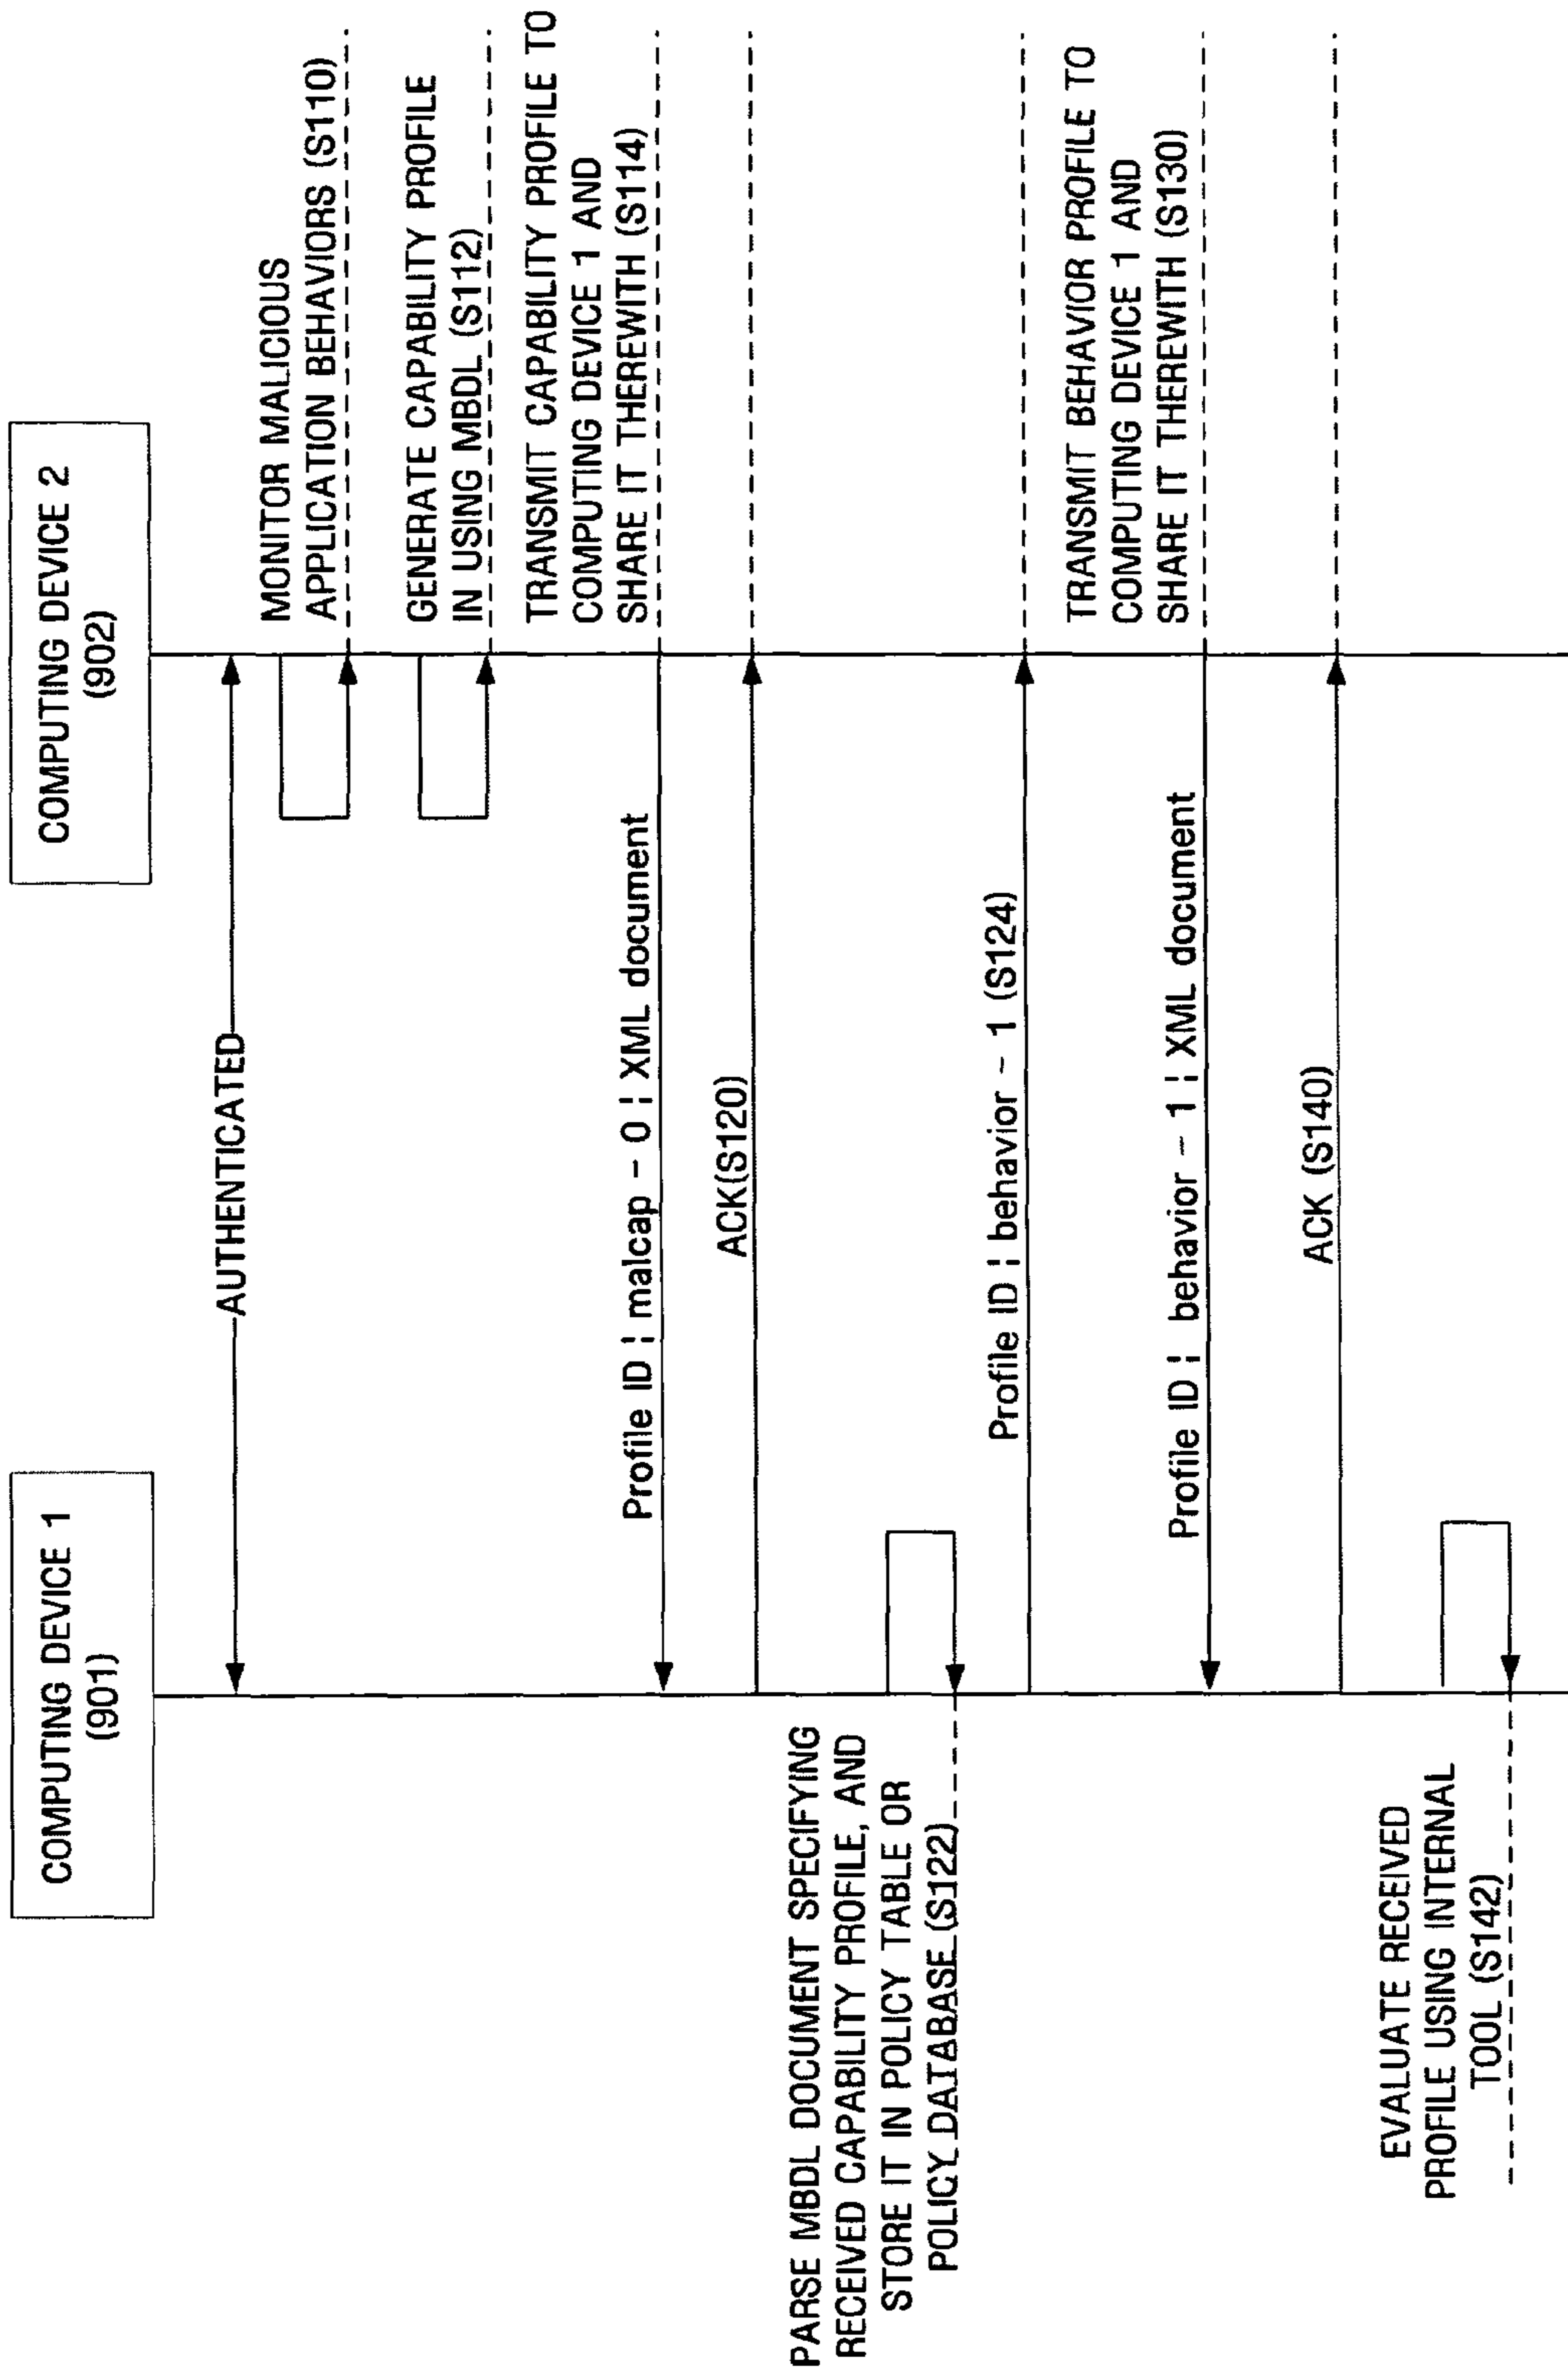 COMPUTING DEVICE 1
(901)
COMPUTING DEVICE 2
(902)
AUTHENTICATED
MONITOR MALICIOUS
APPLICATION BEHAVIORS (S110)
GENERATE CAPABILITY PROFILE
IN USING MBDL (S112)
TRANSMIT CAPABILITY PROFILE TO
COMPUTING DEVICE 1 AND
SHARE IT THEREWITH (S114)
Profile ID ¦ malcap - 0 ¦ XML document
ACK(S120)
PARSE MBDL DOCUMENT SPECIFYING
RECEIVED CAPABILITY PROFILE, AND
STORE IT IN POLICY TABLE OR
POLICY DATABASE (S122)
Profile ID ¦ behavior - 1 (S124)
TRANSMIT BEHAVIOR PROFILE TO
COMPUTING DEVICE 1 AND
SHARE IT THEREWITH (S130)
Profile ID ¦ behavior - 1 ¦ XML document
ACK (S140)
EVALUATE RECEIVED
PROFILE USING INTERNAL
TOOL (S142)